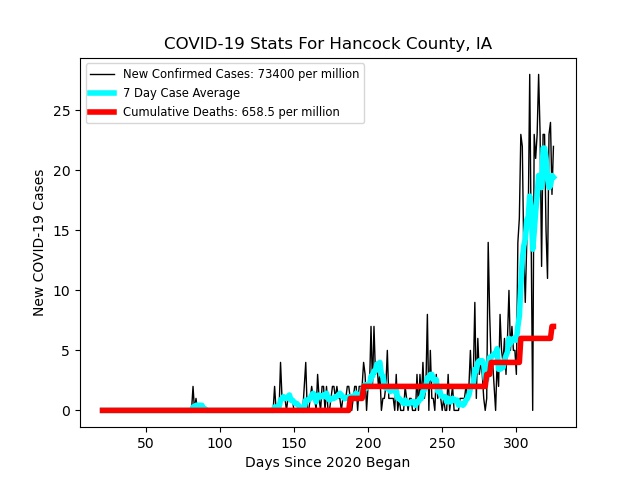 COVID-19 Stats For Hancock County, IA
New Confirmed Cases: 73400 per million
7 Day Case Average
Cumulative Deaths: 658.5 per million
New COVID-19 Cases
25
20
15
10
5
0
50 100 150 200 250 300
Days Since 2020 Began